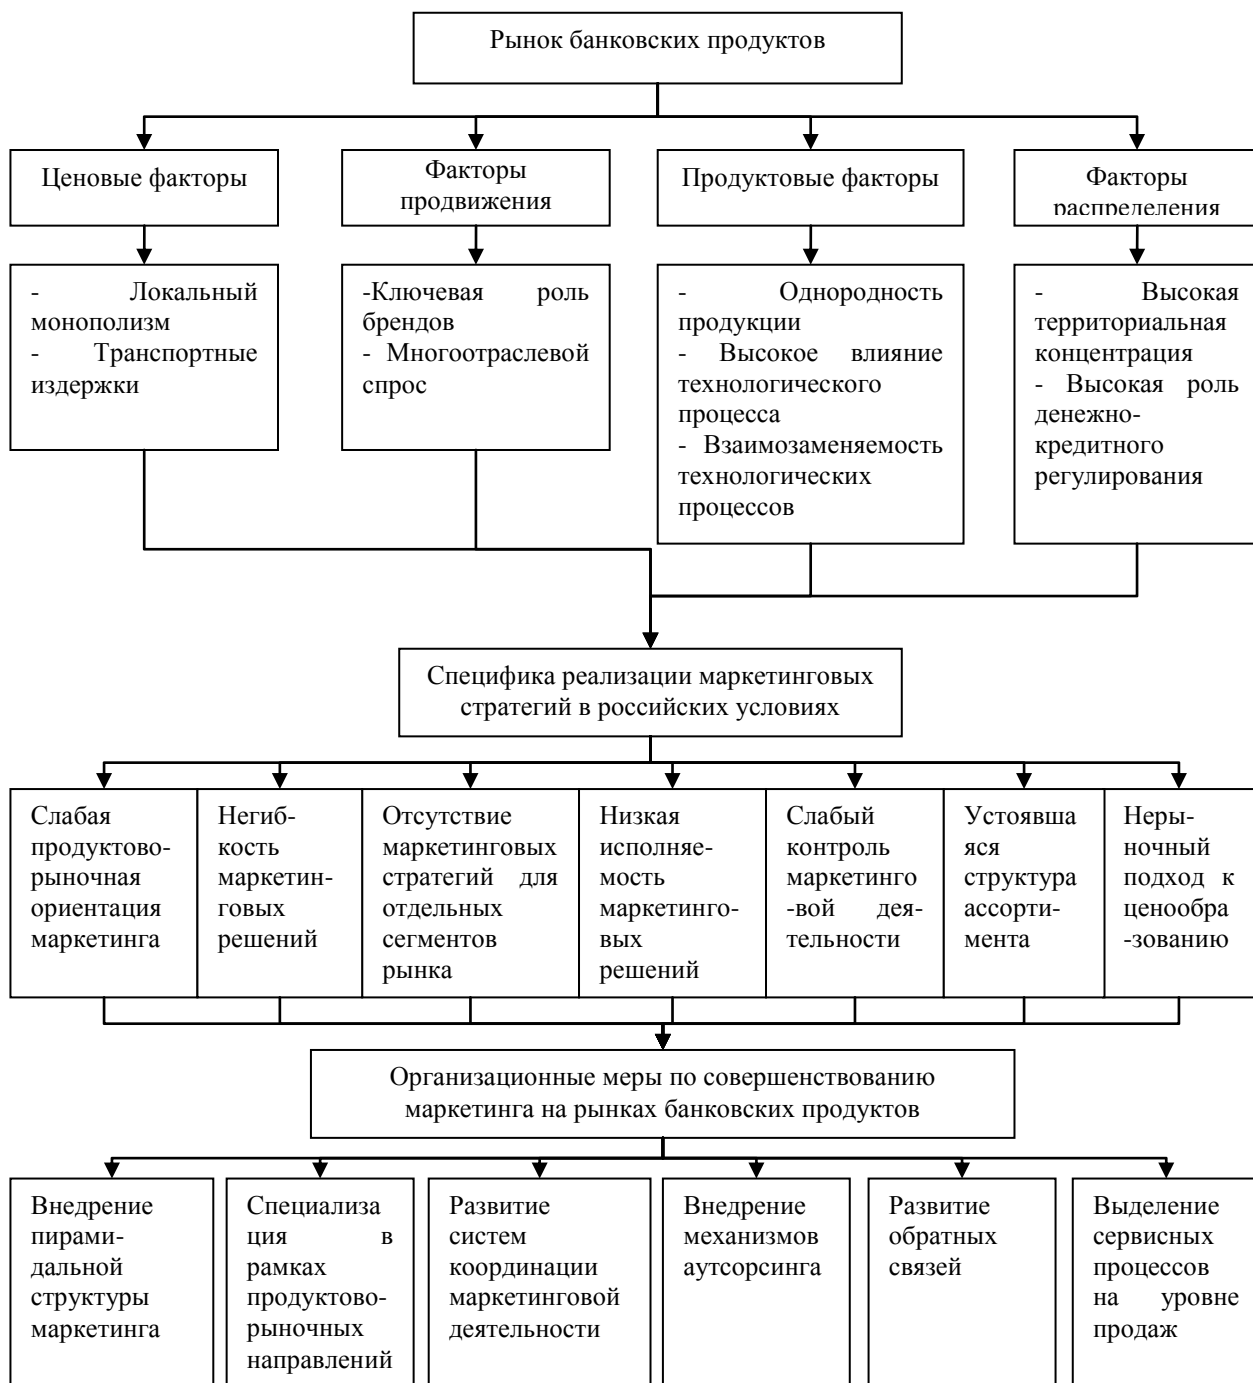 Рынок банковских продуктов
Ценовые факторы
Факторы
продвижения
Продуктовые факторы
Факторы
распределения
- Локальный
монополизм
- Транспортные
издержки
-Ключевая роль
брендов
- Многоотраслевой
спрос
- Однородность
продукции
- Высокое влияние
технологического
процесса
- Взаимозаменяемость
технологических
процессов
- Высокая
территориальная
концентрация
- Высокая роль
денежно-
кредитного
регулирования
Специфика реализации маркетинговых
стратегий в российских условиях
Слабая
продуктово-
рыночная
ориентация
маркетинга
Негиб-
кость
маркетин-
говых
решений
Отсутствие
маркетинговых
стратегий для
отдельных
сегментов
рынка
Низкая
исполняе-
мость
маркетинго-
вых
решений
Слабый
контроль
маркетинго
-вой дея-
тельности
Устоявша
яся
структура
ассорти-
мента
Неры-
ночный
подход к
ценообра
-зованию
Организационные меры по совершенствованию
маркетинга на рынках банковских продуктов
Внедрение
пирами-
дальной
структуры
маркетинга
Специализа
ция в
рамках
продуктово-
рыночных
направлений
Развитие
систем
координации
маркетинговой
деятельности
Внедрение
механизмов
аутсорсинга
Развитие
обратных
связей
Выделение
сервисных
процессов
на уровне
продаж